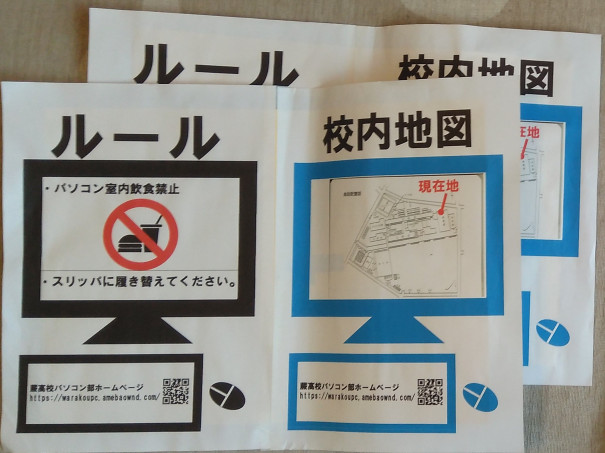 ルール
校内地図
ルール
・パソコン室内飲食禁止
・スリッパに履き替えてください。
蕨高校パソコン部ホームページ
https://warakoupc.amebaownd.com/
校内地図
現在地
蕨高校パソコン部ホームページ
https://warakoupc.amebaownd.com/
在地